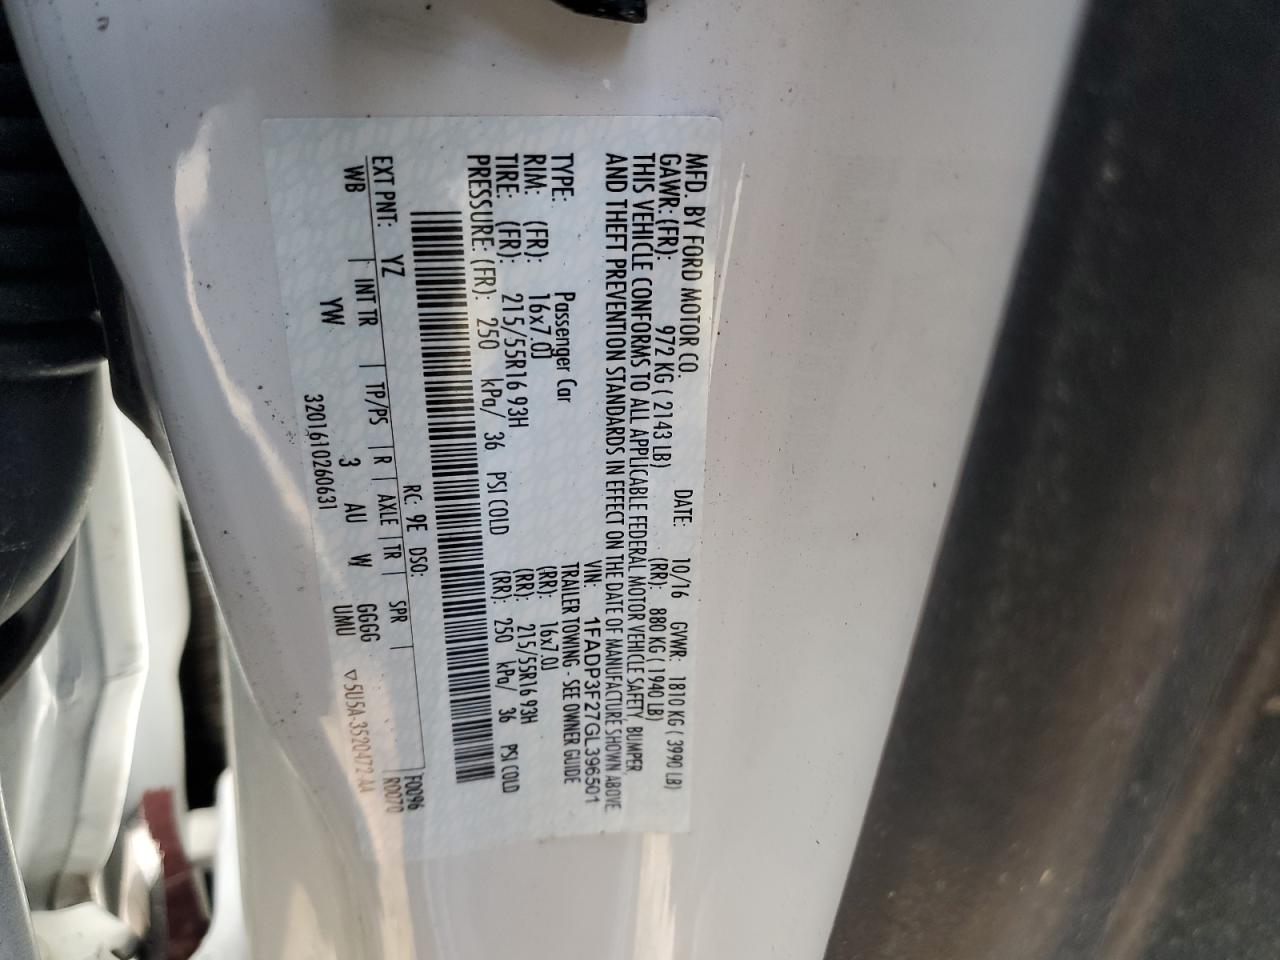 MFD. BY FORD MOTOR CO.
DATE: 10/16 GVWR: 1810 KG ( 3990 LB)
GAWR: (FR): 972 KG ( 2143 LB) (RR): 880 KG ( 1940 LB)
THIS VEHICLE CONFORMS TO ALL APPLICABLE FEDERAL MOTOR VEHICLE SAFETY, BUMPER,
AND THEFT PREVENTION STANDARDS IN EFFECT ON THE DATE OF MANUFACTURE SHOWN ABOVE.
VIN: 1FADP3F27GL396501
TYPE: Passenger Car TRAILER TOWING - SEE OWNER GUIDE
RIM: (FR): 16x7.0J (RR): 16x7.0J
TIRE: (FR): 215/55R16 93H (RR): 215/55R16 93H
PRESSURE: (FR): 250 kPa/ 36 PSI COLD (RR): 250 kPa/ 36 PSI COLD
RC: 9E DSO: F0096
EXT PNT: YZ R0070
WB | INT TR | TP/PS | R | AXLE | TR | SPR |
YW 3 AU W GGGG
3201610260631 UMU ▽5U5A-3520472-AA